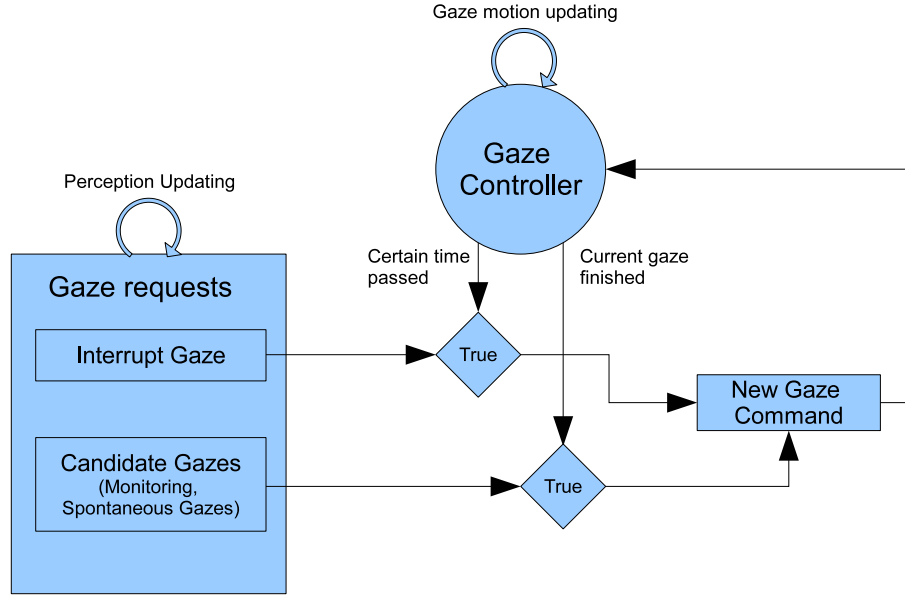 Gaze motion updating
Gaze
Controller
Perception Updating
Certain time
passed
Current gaze
finished
Gaze requests
Interrupt Gaze
True
New Gaze
Command
Candidate Gazes
(Monitoring,
Spontaneous Gazes)
True